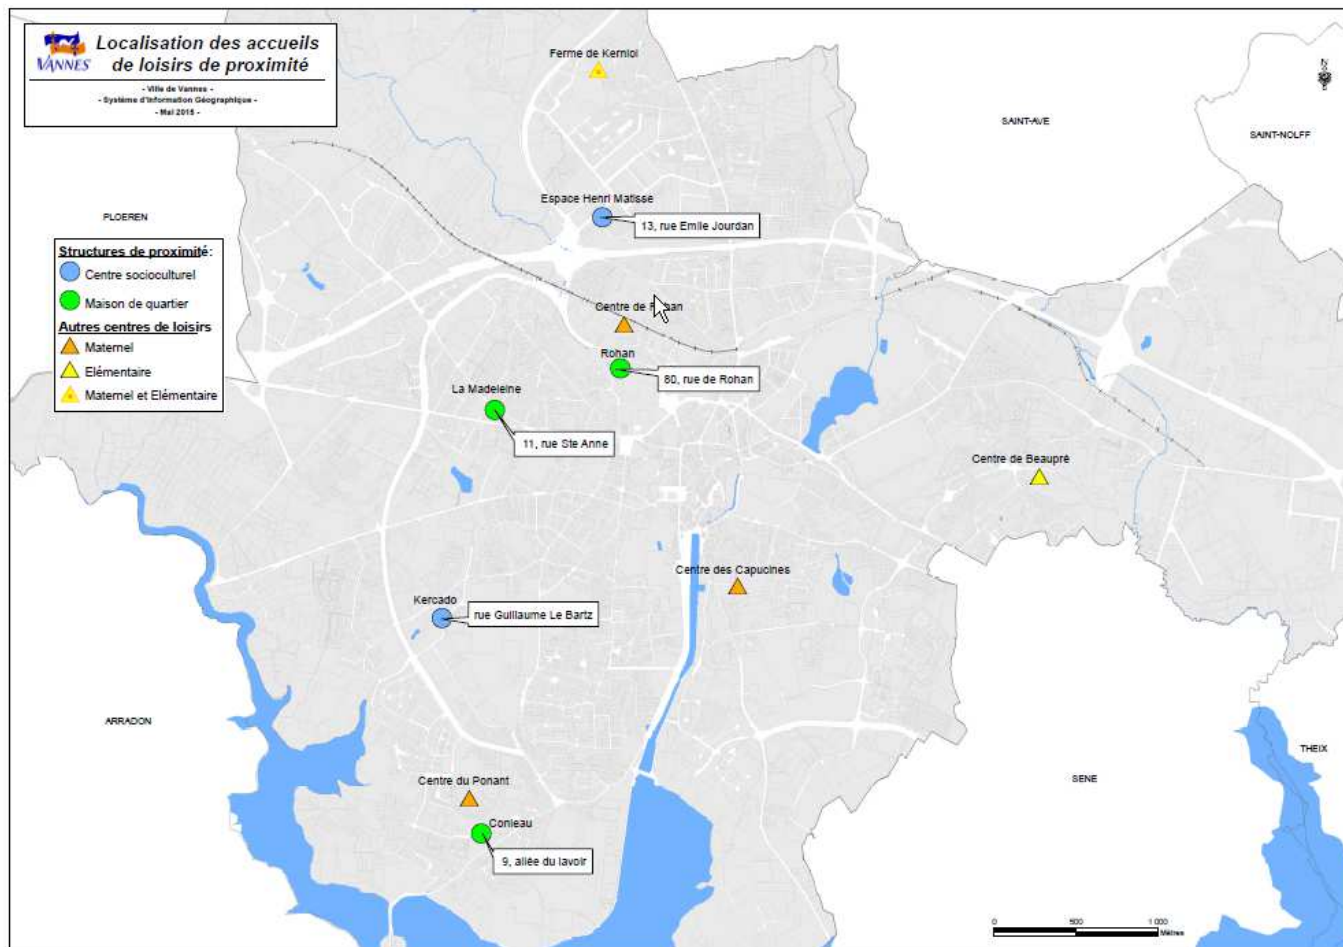 Localisation des accueils
de loisirs de proximité
VANNES
- Ville de Vannes -
- Système d'Information Géographique -
- Mai 2015 -
Ferme de Kerniol
N
SAINT-AVE
SAINT-NOLFF
Espace Henri Matisse
13, rue Emile Jourdan
PLOEREN
Structures de proximité:
Centre socioculturel
Maison de quartier
Autres centres de loisirs
Maternel
Elémentaire
Maternel et Elémentaire
Centre de Rohan
Rohan
80, rue de Rohan
La Madeleine
11, rue Ste Anne
Centre de Beaupré
Centre des Capucines
Kercado
rue Guillaume Le Bartz
ARRADON
THEIX
SENE
Centre du Ponant
Conleau
9, allée du lavoir
0 500 1 000
Mètres